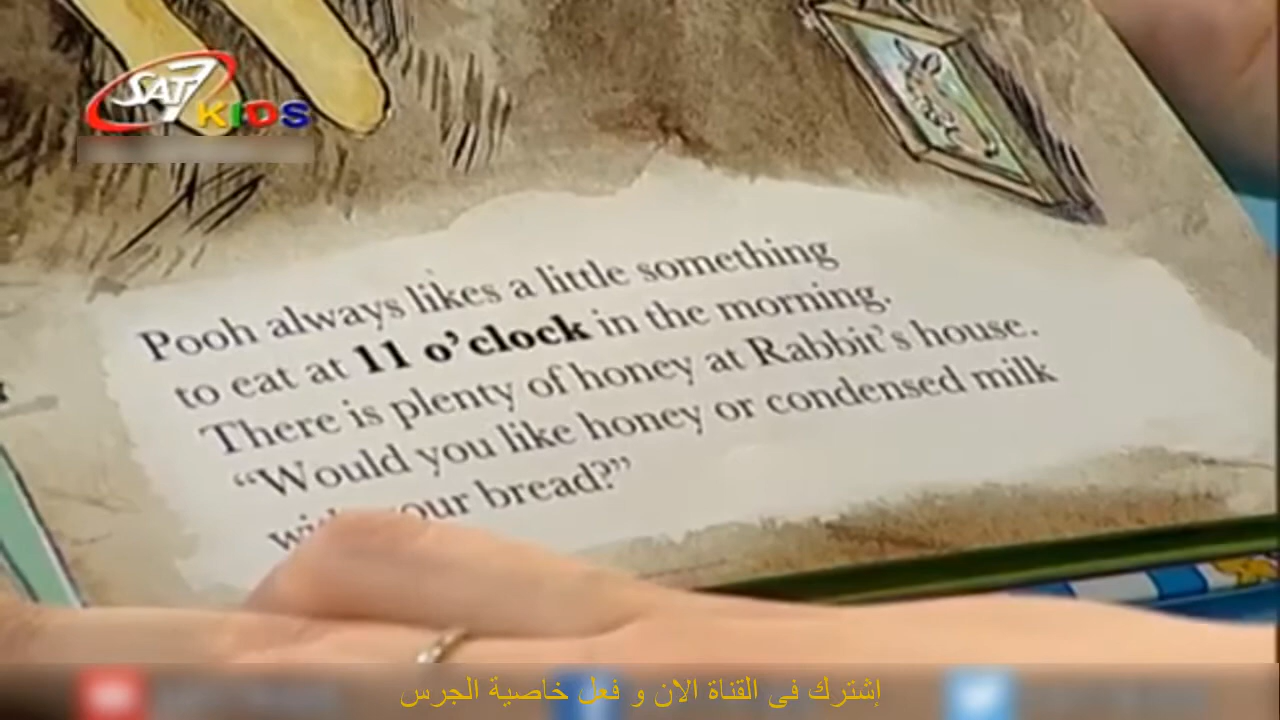 SAT7
KIDS
Pooh always likes a little something
to eat at 11 o'clock in the morning.
There is plenty of honey at Rabbit's house.
“Would you like honey or condensed milk
your bread?”
إشترك فى القناة الان و فعل خاصية الجرس